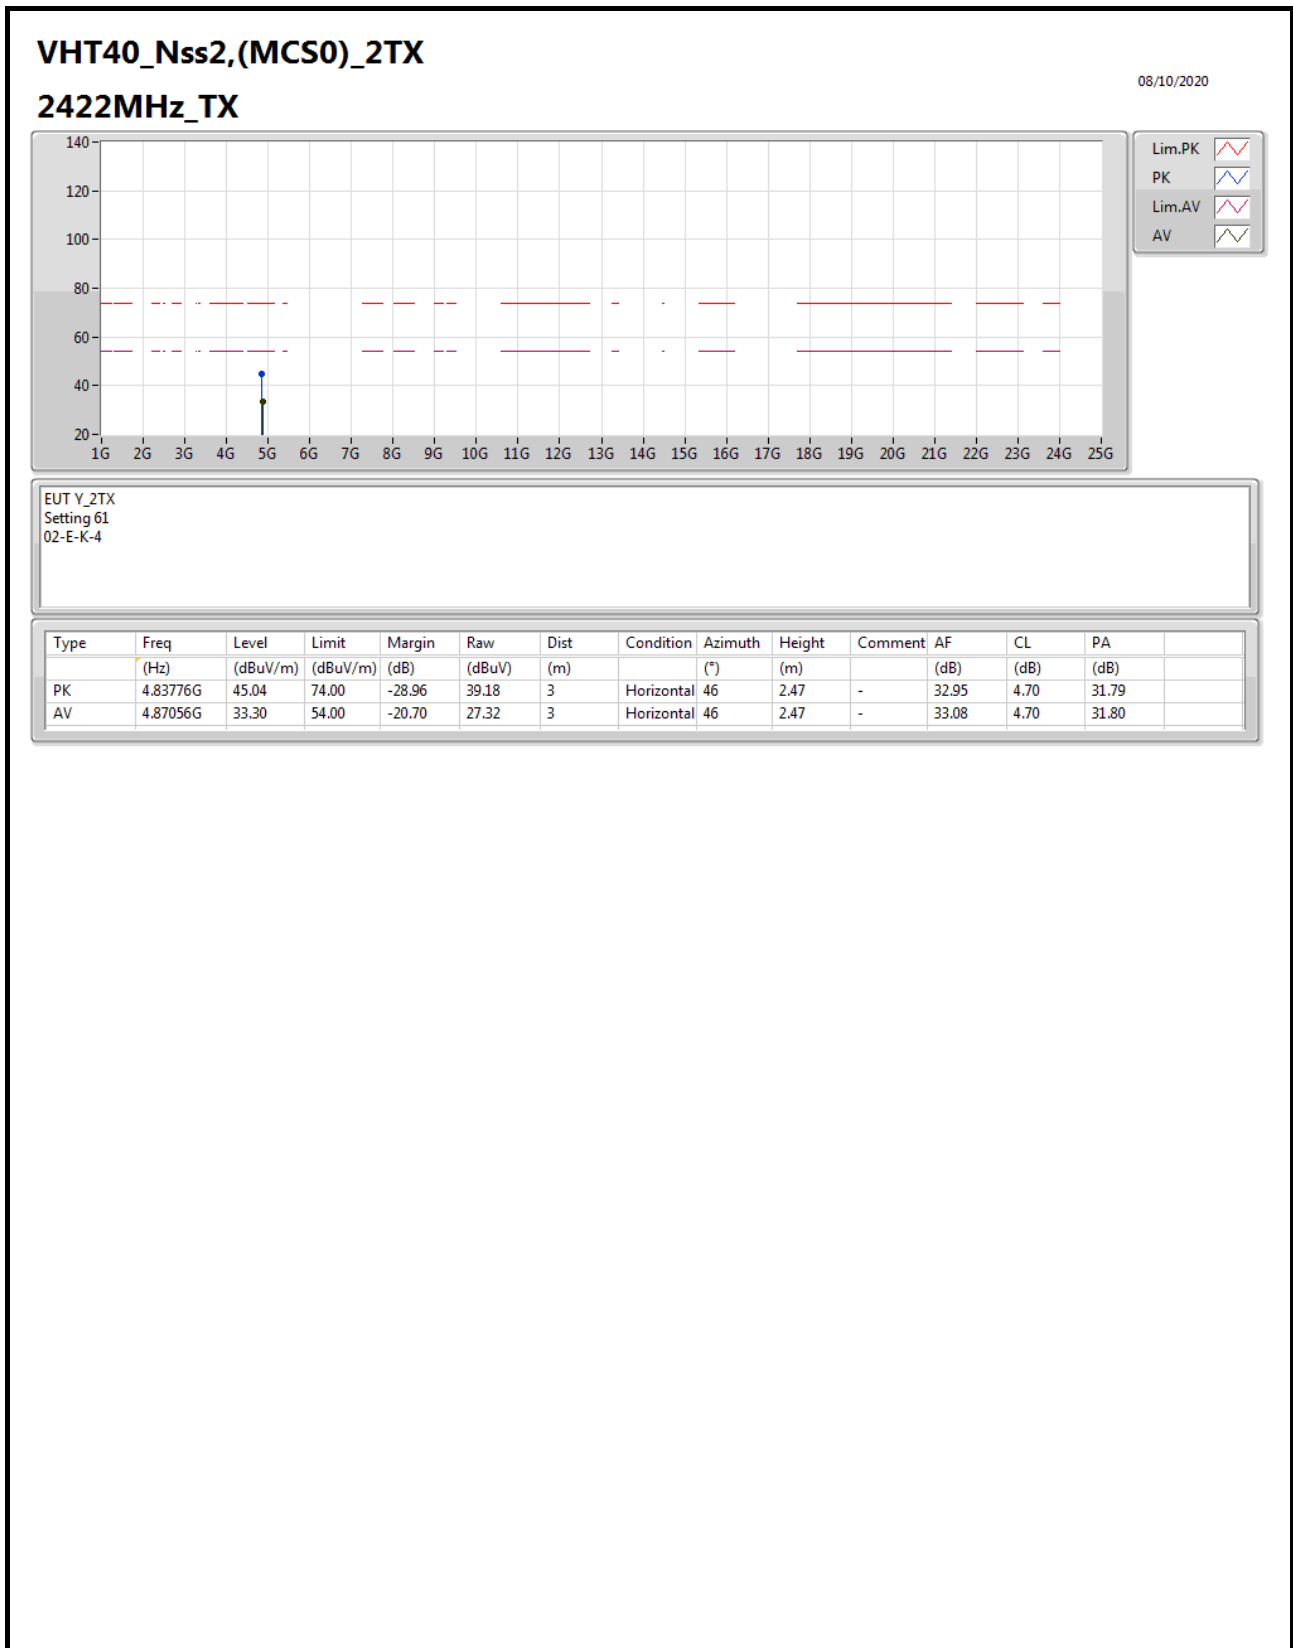 VHT40_Nss2,(MCS0)_2TX
08/10/2020
2422MHz_TX
140
120
100
80
60
40
20
1G 2G 3G 4G 5G 6G 7G 8G 9G 10G 11G 12G 13G 14G 15G 16G 17G 18G 19G 20G 21G 22G 23G 24G 25G
Lim.PK
PK
Lim.AV
AV
EUT Y_2TX
Setting 61
02-E-K-4
Type Freq Level Limit Margin Raw Dist Condition Azimuth Height Comment AF CL PA
(Hz) (dBuV/m) (dBuV/m) (dB) (dBuV) (m) (°) (m) (dB) (dB) (dB)
PK 4.83776G 45.04 74.00 -28.96 39.18 3 Horizontal 46 2.47 - 32.95 4.70 31.79
AV 4.87056G 33.30 54.00 -20.70 27.32 3 Horizontal 46 2.47 - 33.08 4.70 31.80